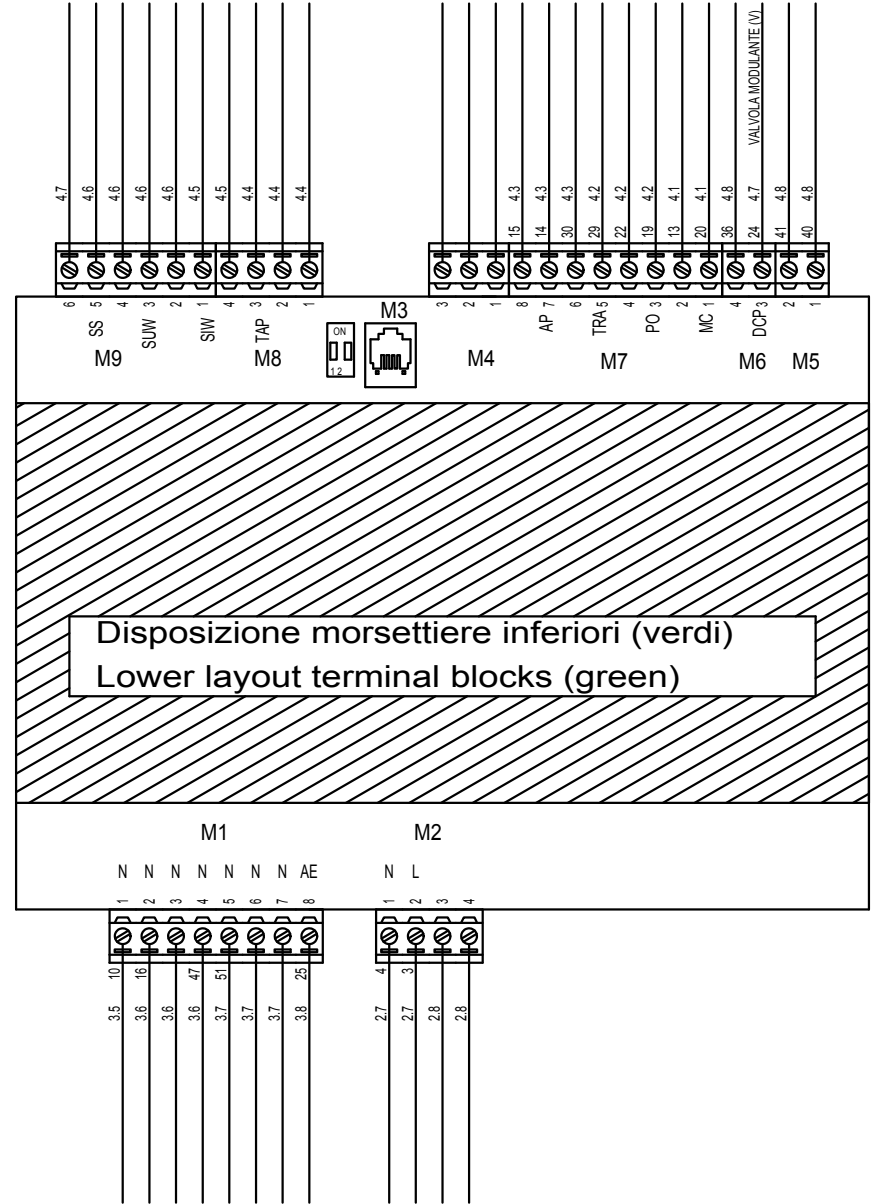 VALVOLA MODULANTE (V)
4.7 4.6 4.6 4.6 4.6 4.5 4.5 4.4 4.4 4.4 4.3 4.3 4.3 4.2 4.2 4.2 4.1 4.1 4.8 4.7 4.8 4.8
15 14 30 29 22 19 13 20 36 24 41 40
6 5 4 3 2 1 4 3 2 1 3 2 1 8 7 6 5 4 3 2 1 4 3 2 1
SS SUW SIW TAP AP TRA PO MC DCP
ON
1 2
M9 M8 M3 M4 M7 M6 M5
Disposizione morsettiere inferiori (verdi)
Lower layout terminal blocks (green)
M1 M2
N N N N N N N AE N L
1 2 3 4 5 6 7 8 1 2 3 4
10 16 47 51 25 4 3
3.5 3.6 3.6 3.6 3.7 3.7 3.7 3.8 2.7 2.7 2.8 2.8